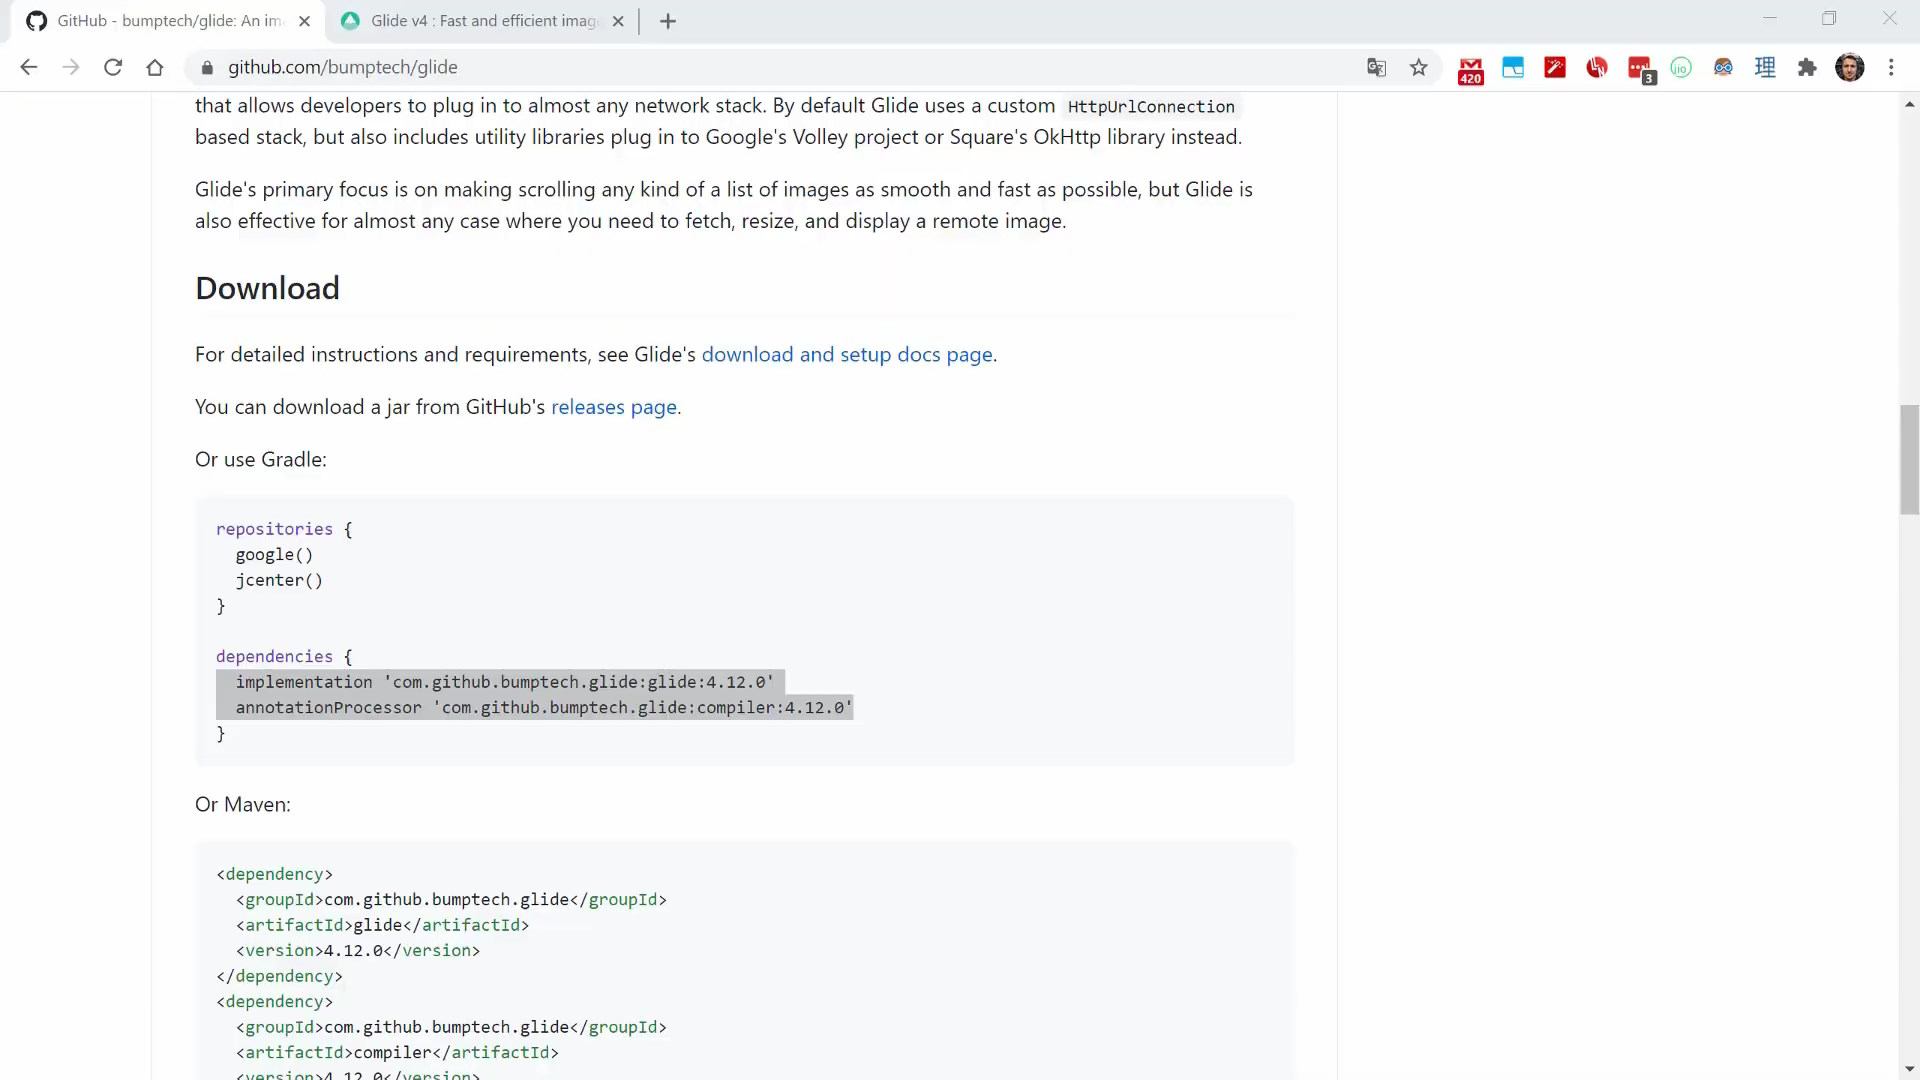 GitHub - bumptech/glide: An im
Glide v4 : Fast and efficient imag
github.com/bumptech/glide
420
3
理
that allows developers to plug in to almost any network stack. By default Glide uses a custom HttpUrlConnection
based stack, but also includes utility libraries plug in to Google's Volley project or Square's OkHttp library instead.
Glide's primary focus is on making scrolling any kind of a list of images as smooth and fast as possible, but Glide is
also effective for almost any case where you need to fetch, resize, and display a remote image.
Download
For detailed instructions and requirements, see Glide's download and setup docs page.
You can download a jar from GitHub's releases page.
Or use Gradle:
repositories {
  google()
  jcenter()
}
dependencies {
  implementation 'com.github.bumptech.glide:glide:4.12.0'
  annotationProcessor 'com.github.bumptech.glide:compiler:4.12.0'
}
Or Maven:
<dependency>
  <groupId>com.github.bumptech.glide</groupId>
  <artifactId>glide</artifactId>
  <version>4.12.0</version>
</dependency>
<dependency>
  <groupId>com.github.bumptech.glide</groupId>
  <artifactId>compiler</artifactId>
  <version>4.12.0</version>